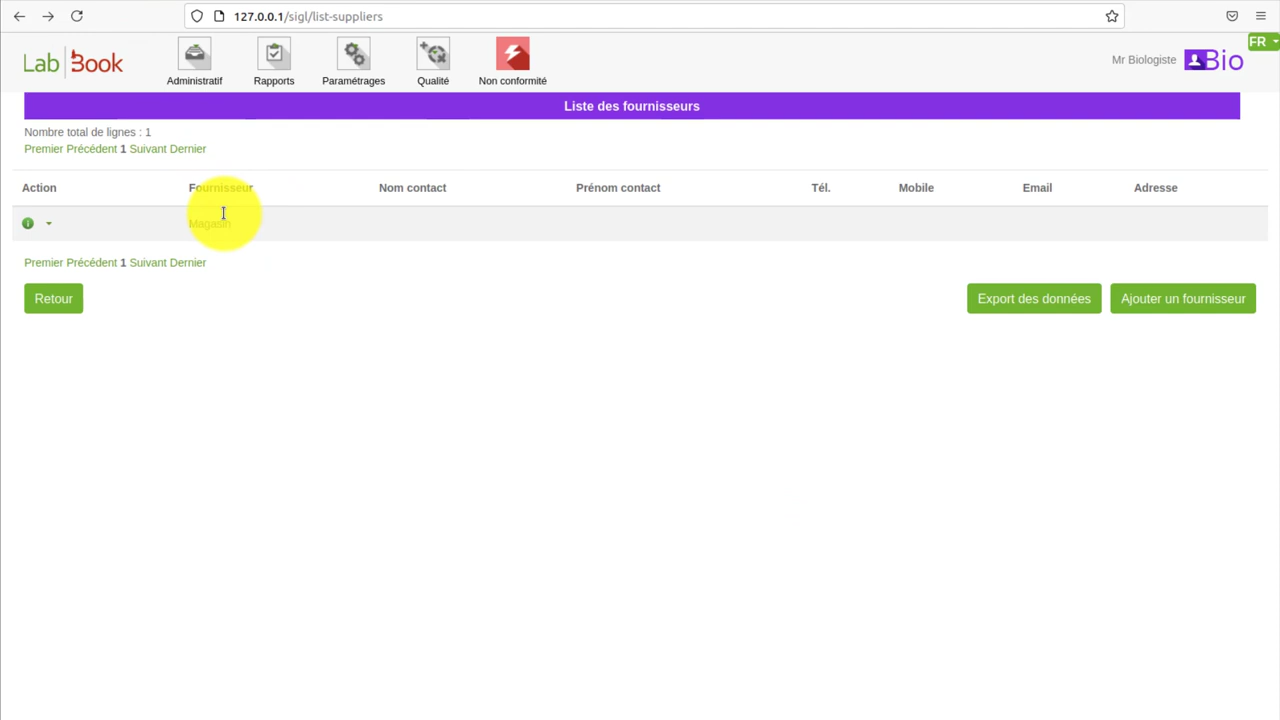 127.0.0.1/sigl/list-suppliers
FR
Lab Book
Administratif
Rapports
Paramétrages
Qualité
Non conformité
Mr Biologiste
Bio
Liste des fournisseurs
Nombre total de lignes : 1
Premier Précédent 1 Suivant Dernier
Action Fournisseur Nom contact Prénom contact Tél. Mobile Email Adresse
Magasin
Premier Précédent 1 Suivant Dernier
Retour
Export des données
Ajouter un fournisseur